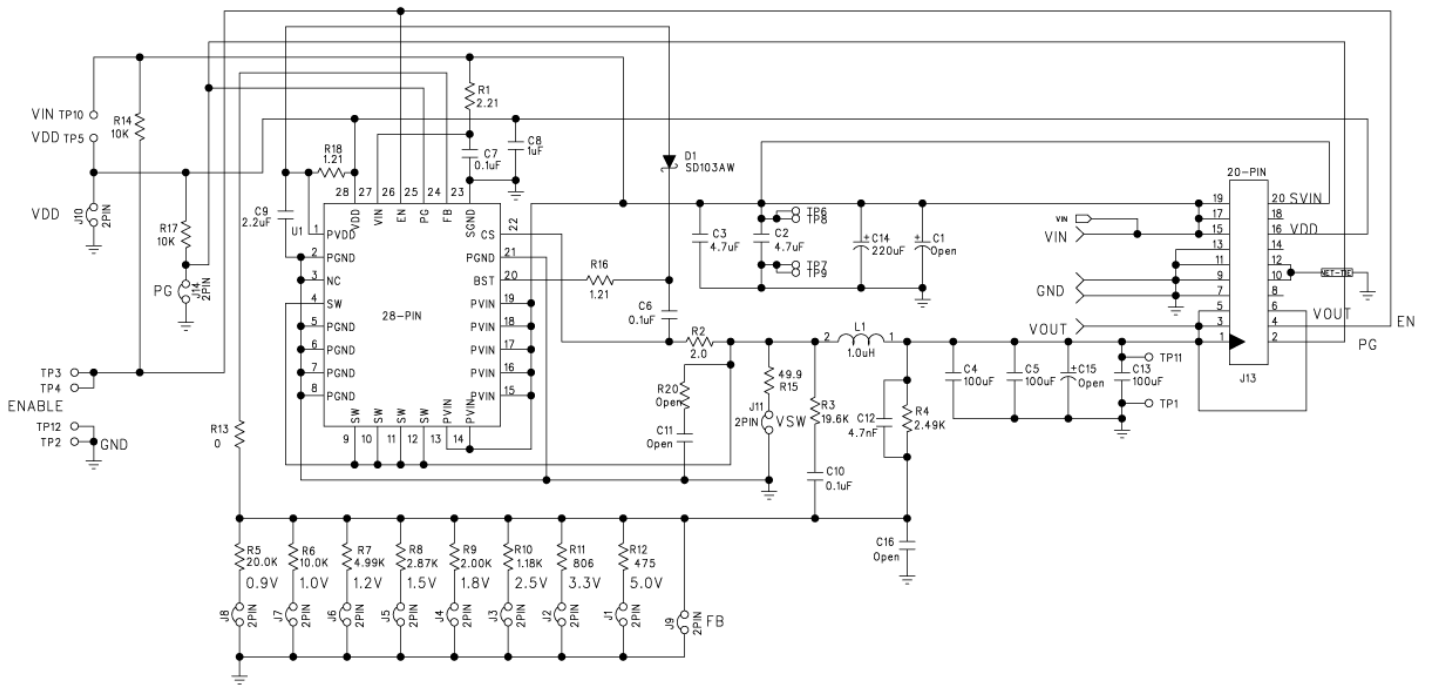 VIN TP10
VDD TP5
R14
10K
R1
2.21
R18
1.21
C7
0.1uF
C8
1uF
D1
SD103AW
VDD
J10
2PIN
R17
10K
PG
J14
2PIN
C9
2.2uF
U1
28-PIN
28
27
26
25
24
23
VDD
VIN
EN
PG
FB
SGND
1
PVDD
2
PGND
3
NC
4
SW
5
PGND
6
PGND
7
PGND
8
PGND
22
CS
21
PGND
20
BST
19
PVIN
18
PVIN
17
PVIN
16
PVIN
15
PVIN
SW
SW
SW
SW
PVIN
PVIN
9
10
11
12
13
14
R16
1.21
C6
0.1uF
R2
2.0
C3
4.7uF
C2
4.7uF
TP6
TP8
TP7
TP9
C14
220uF
C1
Open
20-PIN
19
17
15
13
11
9
7
5
3
1
20
18
16
14
12
10
8
6
4
2
SVIN
VDD
VIN
VIN
GND
VOUT
NET-TIE
VOUT
EN
PG
J13
TP3
TP4
ENABLE
TP12
TP2
GND
R13
0
R20
Open
C11
Open
49.9
R15
J11
2PIN
VSW
R3
19.6K
C10
0.1uF
2
L1
1
1.0uH
C12
4.7nF
R4
2.49K
C4
100uF
C5
100uF
C15
Open
C13
100uF
TP11
TP1
C16
Open
R5
20.0K
0.9V
J8
2PIN
R6
10.0K
1.0V
J7
2PIN
R7
4.99K
1.2V
J6
2PIN
R8
2.87K
1.5V
J5
2PIN
R9
2.00K
1.8V
J4
2PIN
R10
1.18K
2.5V
J3
2PIN
R11
806
3.3V
J2
2PIN
R12
475
5.0V
J1
2PIN
J9
2PIN
FB